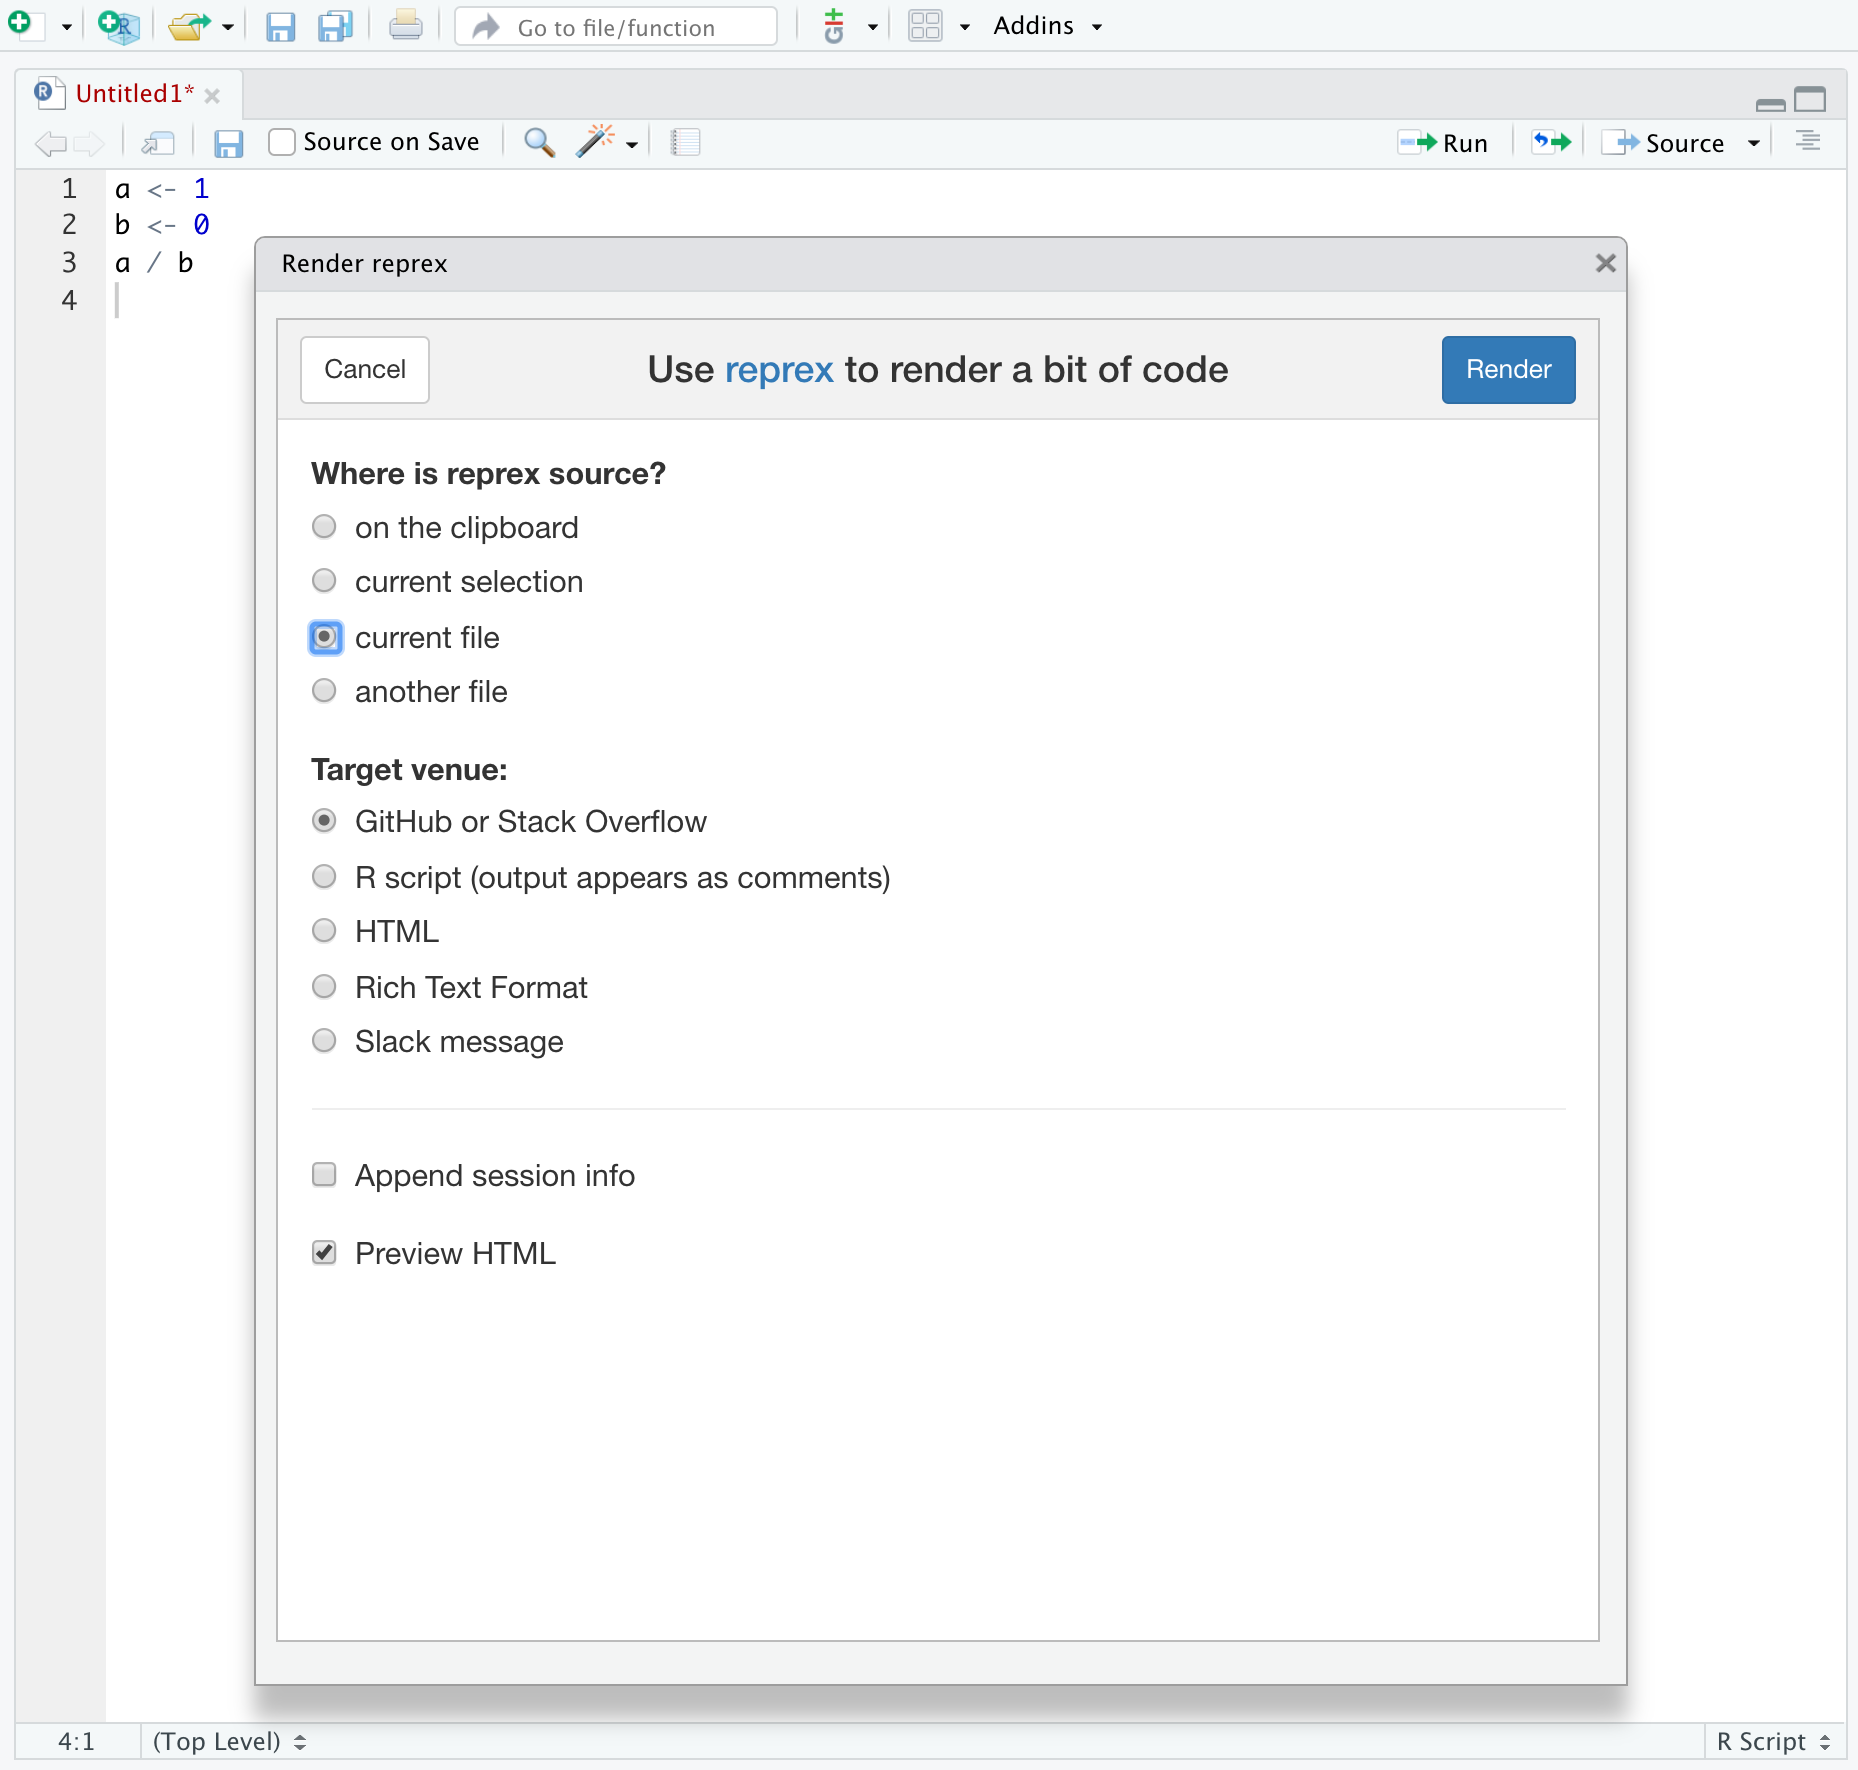 Go to file/function
Git
Addins
R Untitled1*
Source on Save
Run
Source
1 a <- 1
2 b <- 0
3 a / b
4
Render reprex
Cancel
Use reprex to render a bit of code
Render
Where is reprex source?
on the clipboard
current selection
current file
another file
Target venue:
GitHub or Stack Overflow
R script (output appears as comments)
HTML
Rich Text Format
Slack message
Append session info
Preview HTML
4:1
(Top Level)
R Script